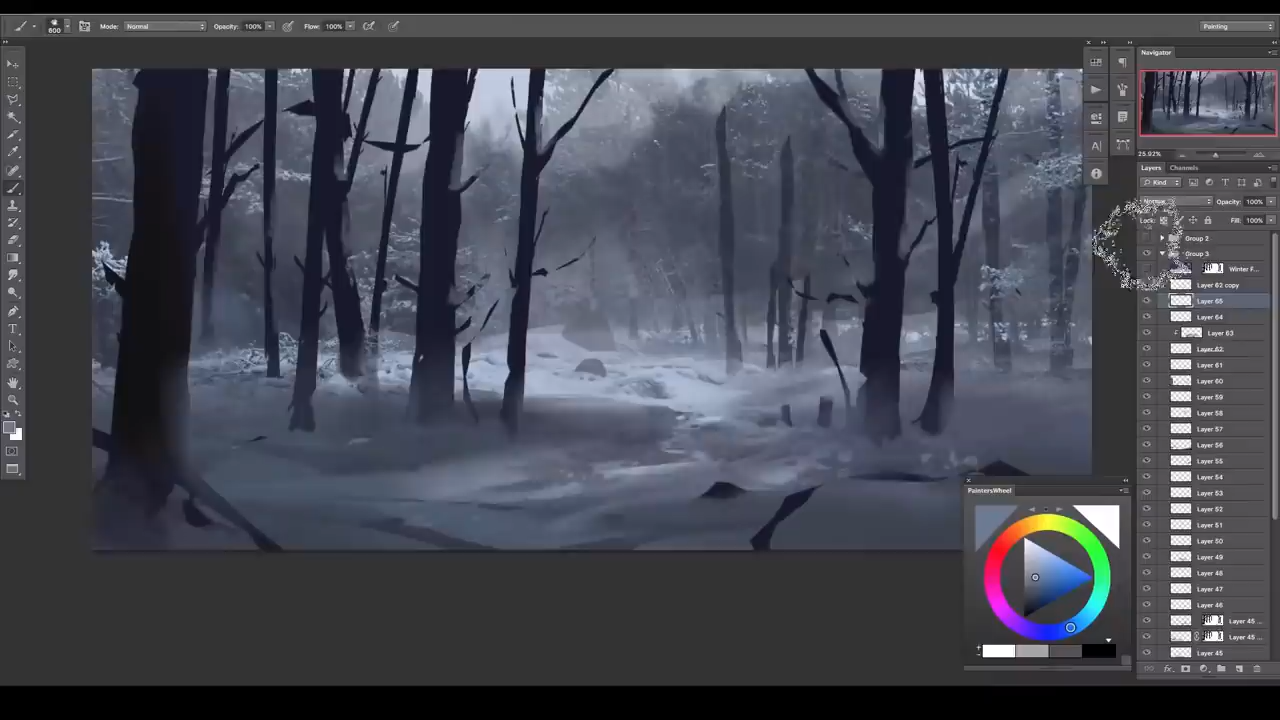 600
Mode: Normal
Opacity: 100%
Flow: 100%
Painting
Navigator
25.92%
Layers Channels
Kind
Opacity: 100%
Lock:
Fill: 100%
Group 2
Group 3
Winter F...
Layer 62 copy
Layer 65
Layer 64
Layer 63
Layer 62
Layer 61
Layer 60
Layer 59
Layer 58
Layer 57
Layer 56
Layer 55
Layer 54
Layer 53
Layer 52
Layer 51
Layer 50
Layer 49
Layer 48
Layer 47
Layer 46
Layer 45 ...
Layer 45 ...
Layer 45
PaintersWheel